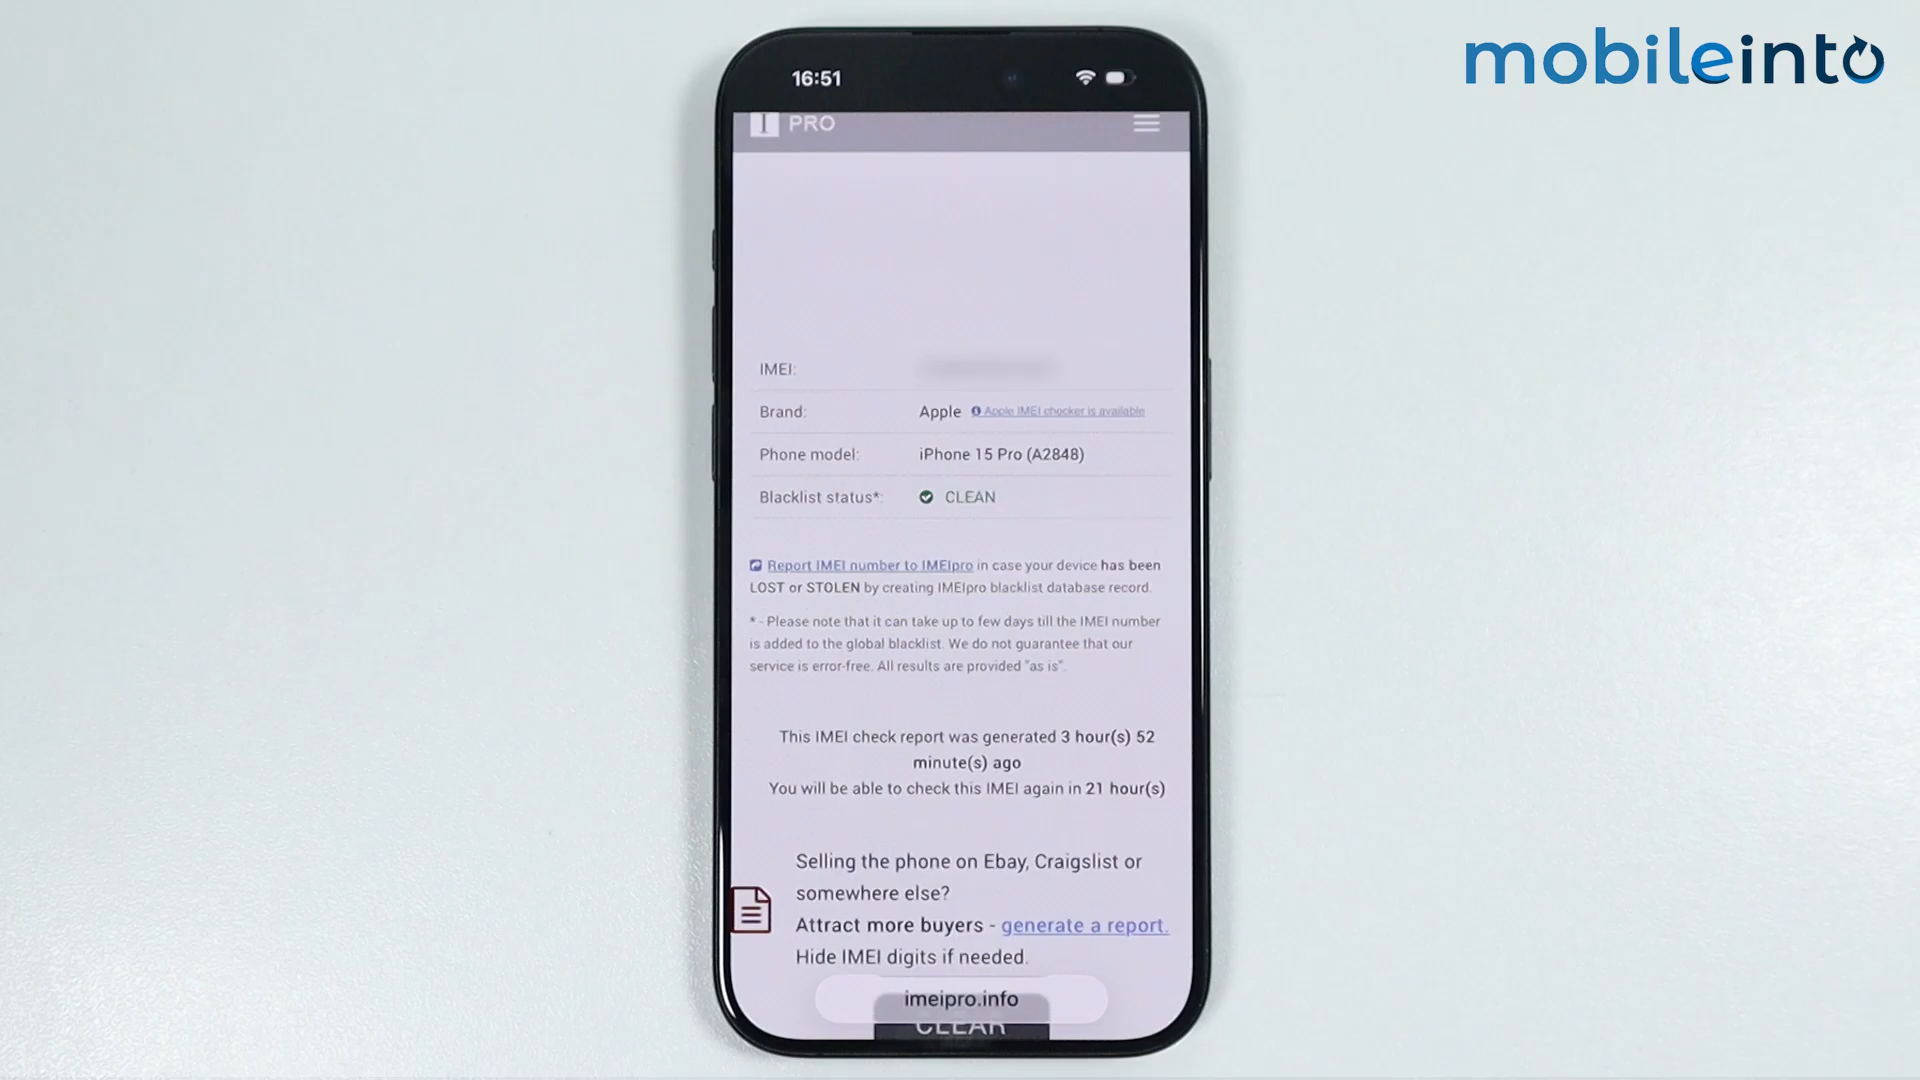 mobileinto
16:51
I PRO
IMEI:
Brand: Apple Apple IMEI checker is available
Phone model: iPhone 15 Pro (A2848)
Blacklist status*: CLEAN
Report IMEI number to IMEIpro in case your device has been
LOST or STOLEN by creating IMEIpro blacklist database record.
* - Please note that it can take up to few days till the IMEI number
is added to the global blacklist. We do not guarantee that our
service is error-free. All results are provided "as is".
This IMEI check report was generated 3 hour(s) 52
minute(s) ago
You will be able to check this IMEI again in 21 hour(s)
Selling the phone on Ebay, Craigslist or
somewhere else?
Attract more buyers - generate a report.
Hide IMEI digits if needed.
imeipro.info
CLEAR